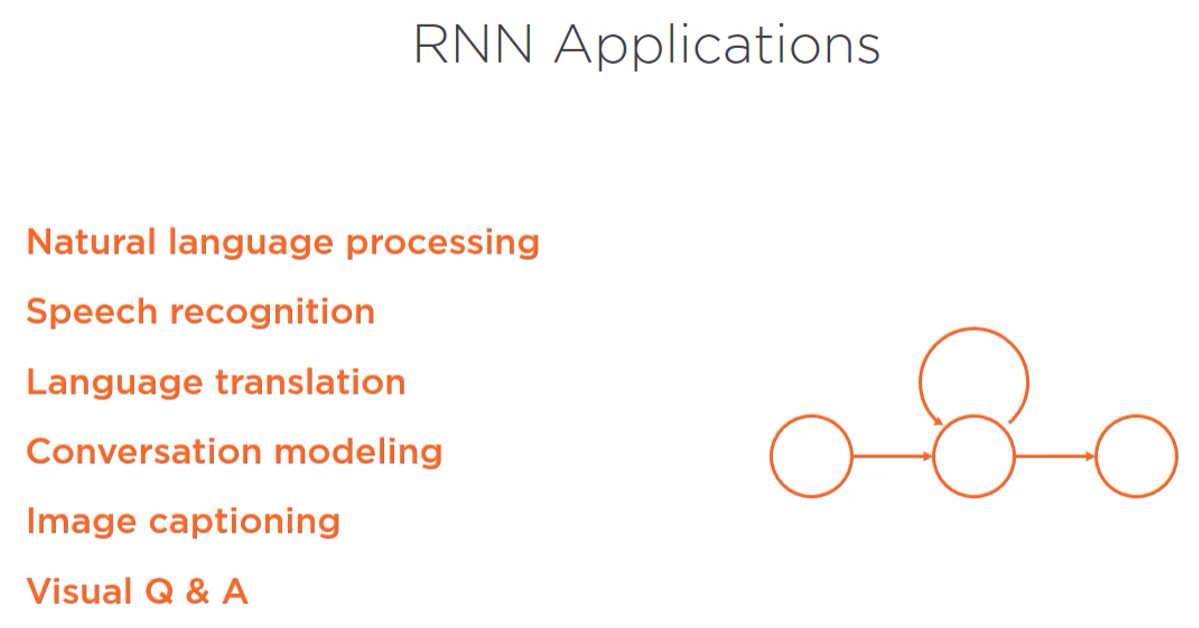 RNN Applications
Natural language processing
Speech recognition
Language translation
Conversation modeling
Image captioning
Visual Q & A